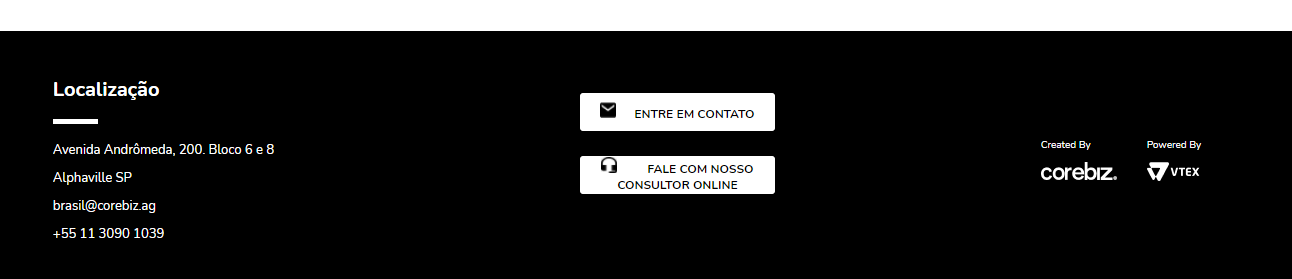 Localização
Avenida Andrômeda, 200. Bloco 6 e 8
Alphaville SP
brasil@corebiz.ag
+55 11 3090 1039
ENTRE EM CONTATO
FALE COM NOSSO
CONSULTOR ONLINE
Created By
corebiz.
Powered By
VTEX